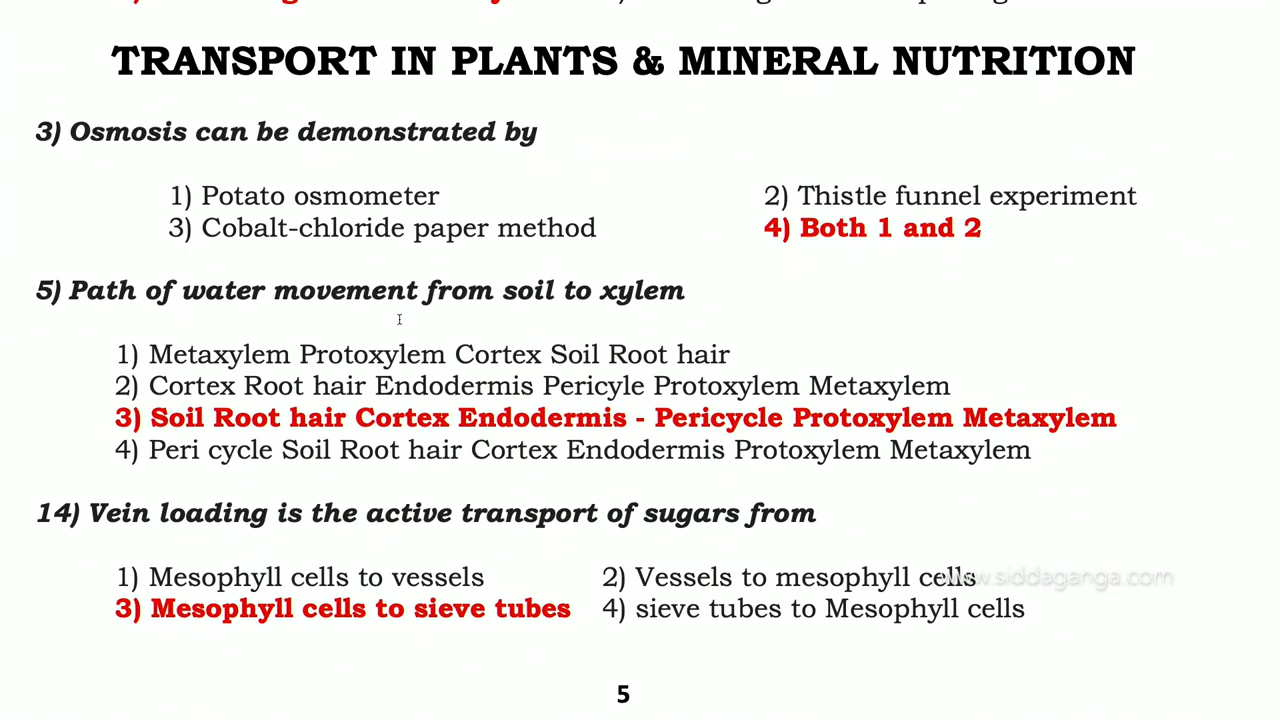 TRANSPORT IN PLANTS & MINERAL NUTRITION
3) Osmosis can be demonstrated by
1) Potato osmometer 2) Thistle funnel experiment
3) Cobalt-chloride paper method 4) Both 1 and 2
5) Path of water movement from soil to xylem
1) Metaxylem Protoxylem Cortex Soil Root hair
2) Cortex Root hair Endodermis Pericyle Protoxylem Metaxylem
3) Soil Root hair Cortex Endodermis - Pericycle Protoxylem Metaxylem
4) Peri cycle Soil Root hair Cortex Endodermis Protoxylem Metaxylem
14) Vein loading is the active transport of sugars from
1) Mesophyll cells to vessels 2) Vessels to mesophyll cells
www.siddaganga.com
3) Mesophyll cells to sieve tubes 4) sieve tubes to Mesophyll cells
5